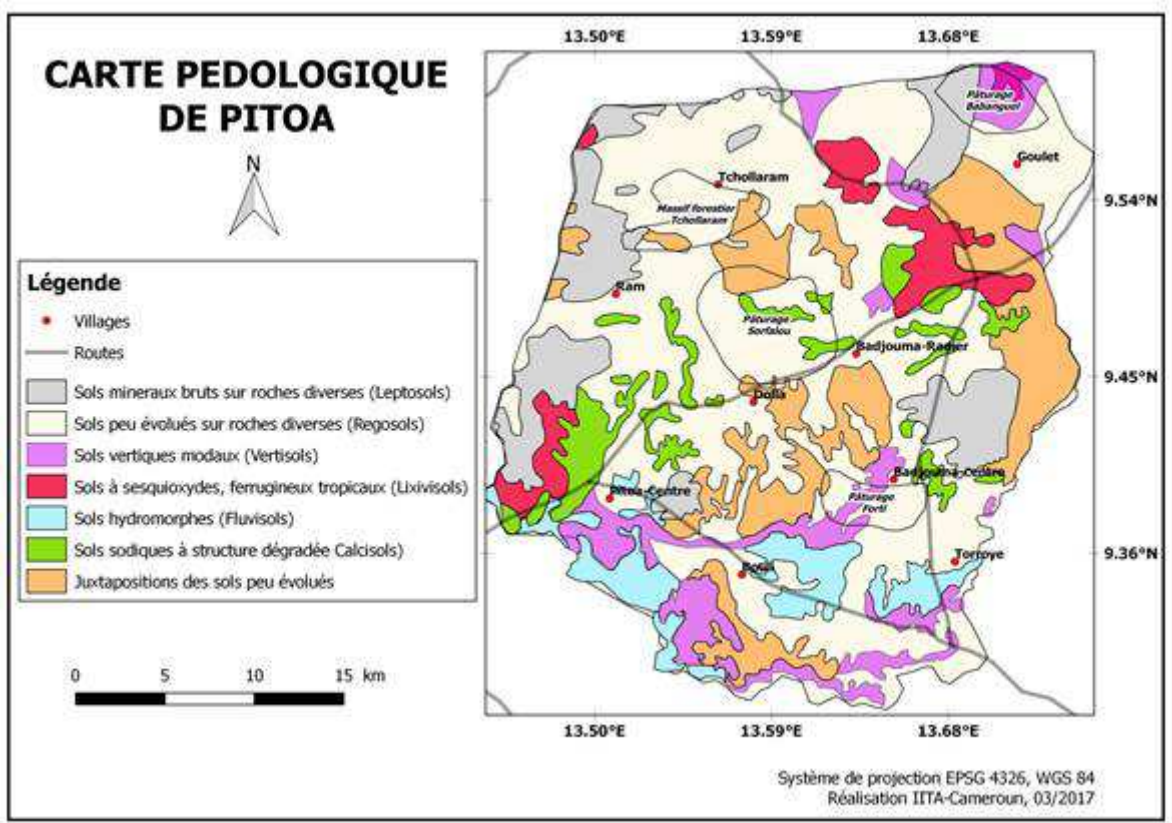 CARTE PEDOLOGIQUE
DE PITOA
N
Légende
Villages
Routes
Sols mineraux bruts sur roches diverses (Leptosols)
Sols peu évolués sur roches diverses (Regosols)
Sols vertiques modaux (Vertisols)
Sols à sesquioxydes, ferrugineux tropicaux (Lixivisols)
Sols hydromorphes (Fluvisols)
Sols sodiques à structure dégradée Calcisols)
Juxtapositions des sols peu évolués
0 5 10 15 km
13.50°E 13.59°E 13.68°E
Pâturage
Babanguel
Goulet
Tchollaram
9.54°N
Massif forestier
Tchollaram
Ram
Pâturage
Badjouma-Radier
9.45°N
Dolla
Badjouma-Centre
Pitoa-Centre
Pâturage
Forti
9.36°N
Torroye
13.50°E 13.59°E 13.68°E
Système de projection EPSG 4326, WGS 84
Réalisation IITA-Cameroun, 03/2017